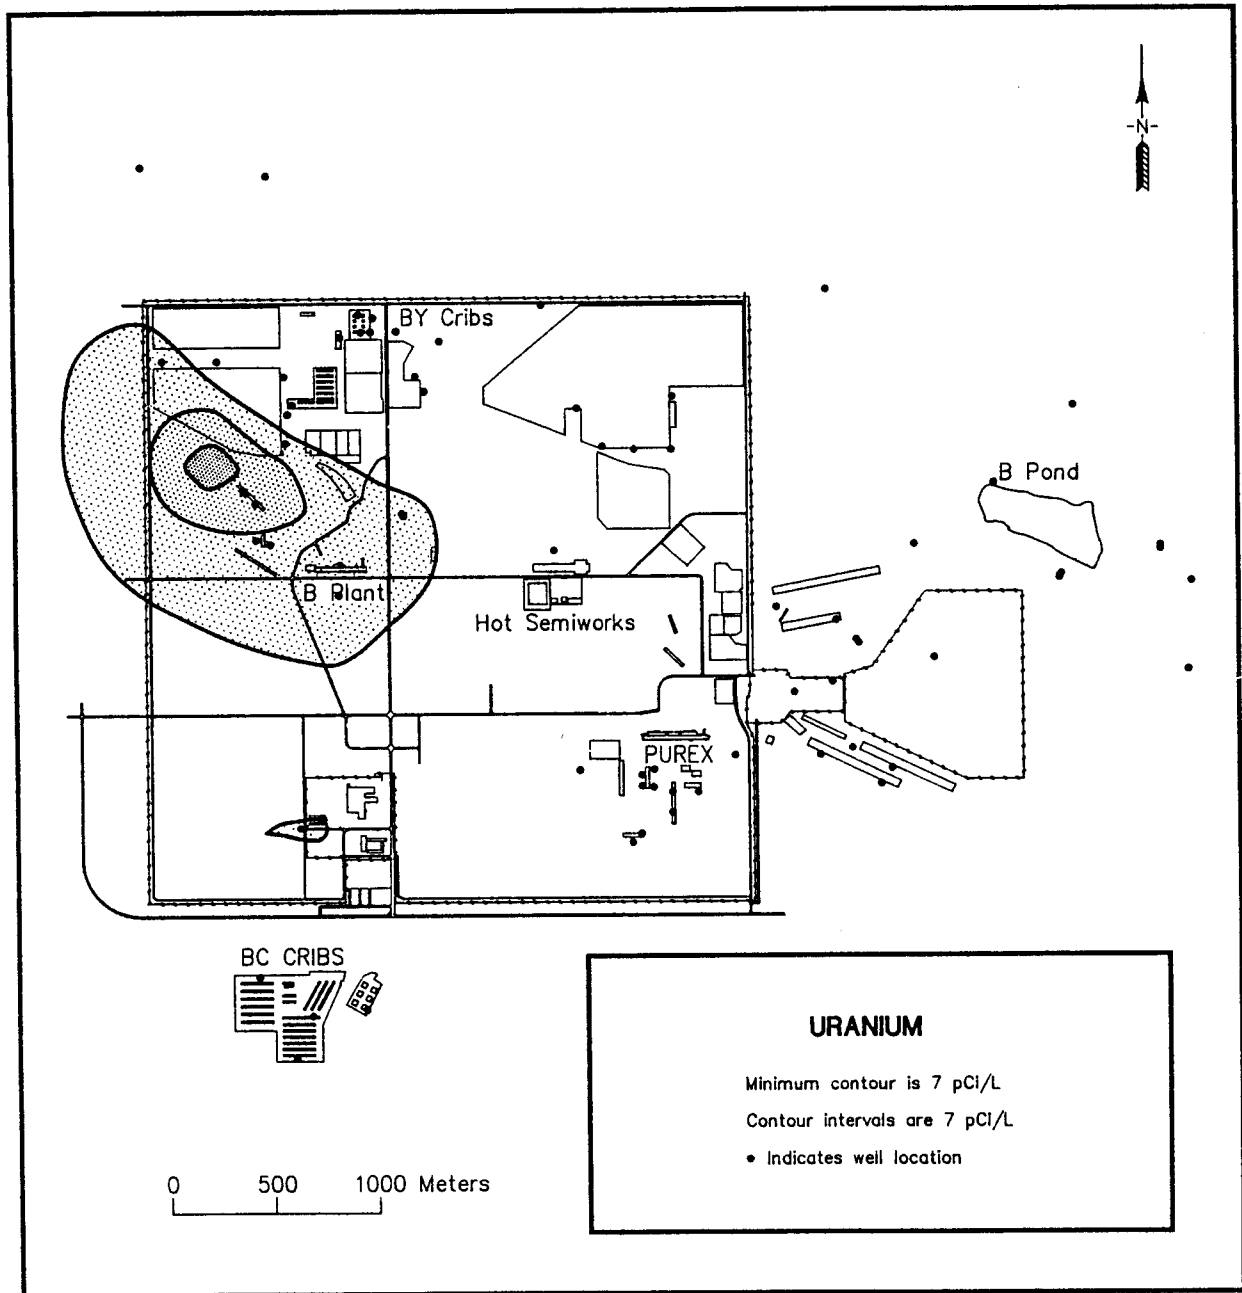 -N-
BY Cribs
B Pond
B Plant
Hot Semiworks
PUREX
BC CRIBS
URANIUM
Minimum contour is 7 pCi/L
Contour intervals are 7 pCi/L
• Indicates well location
0 500 1000 Meters